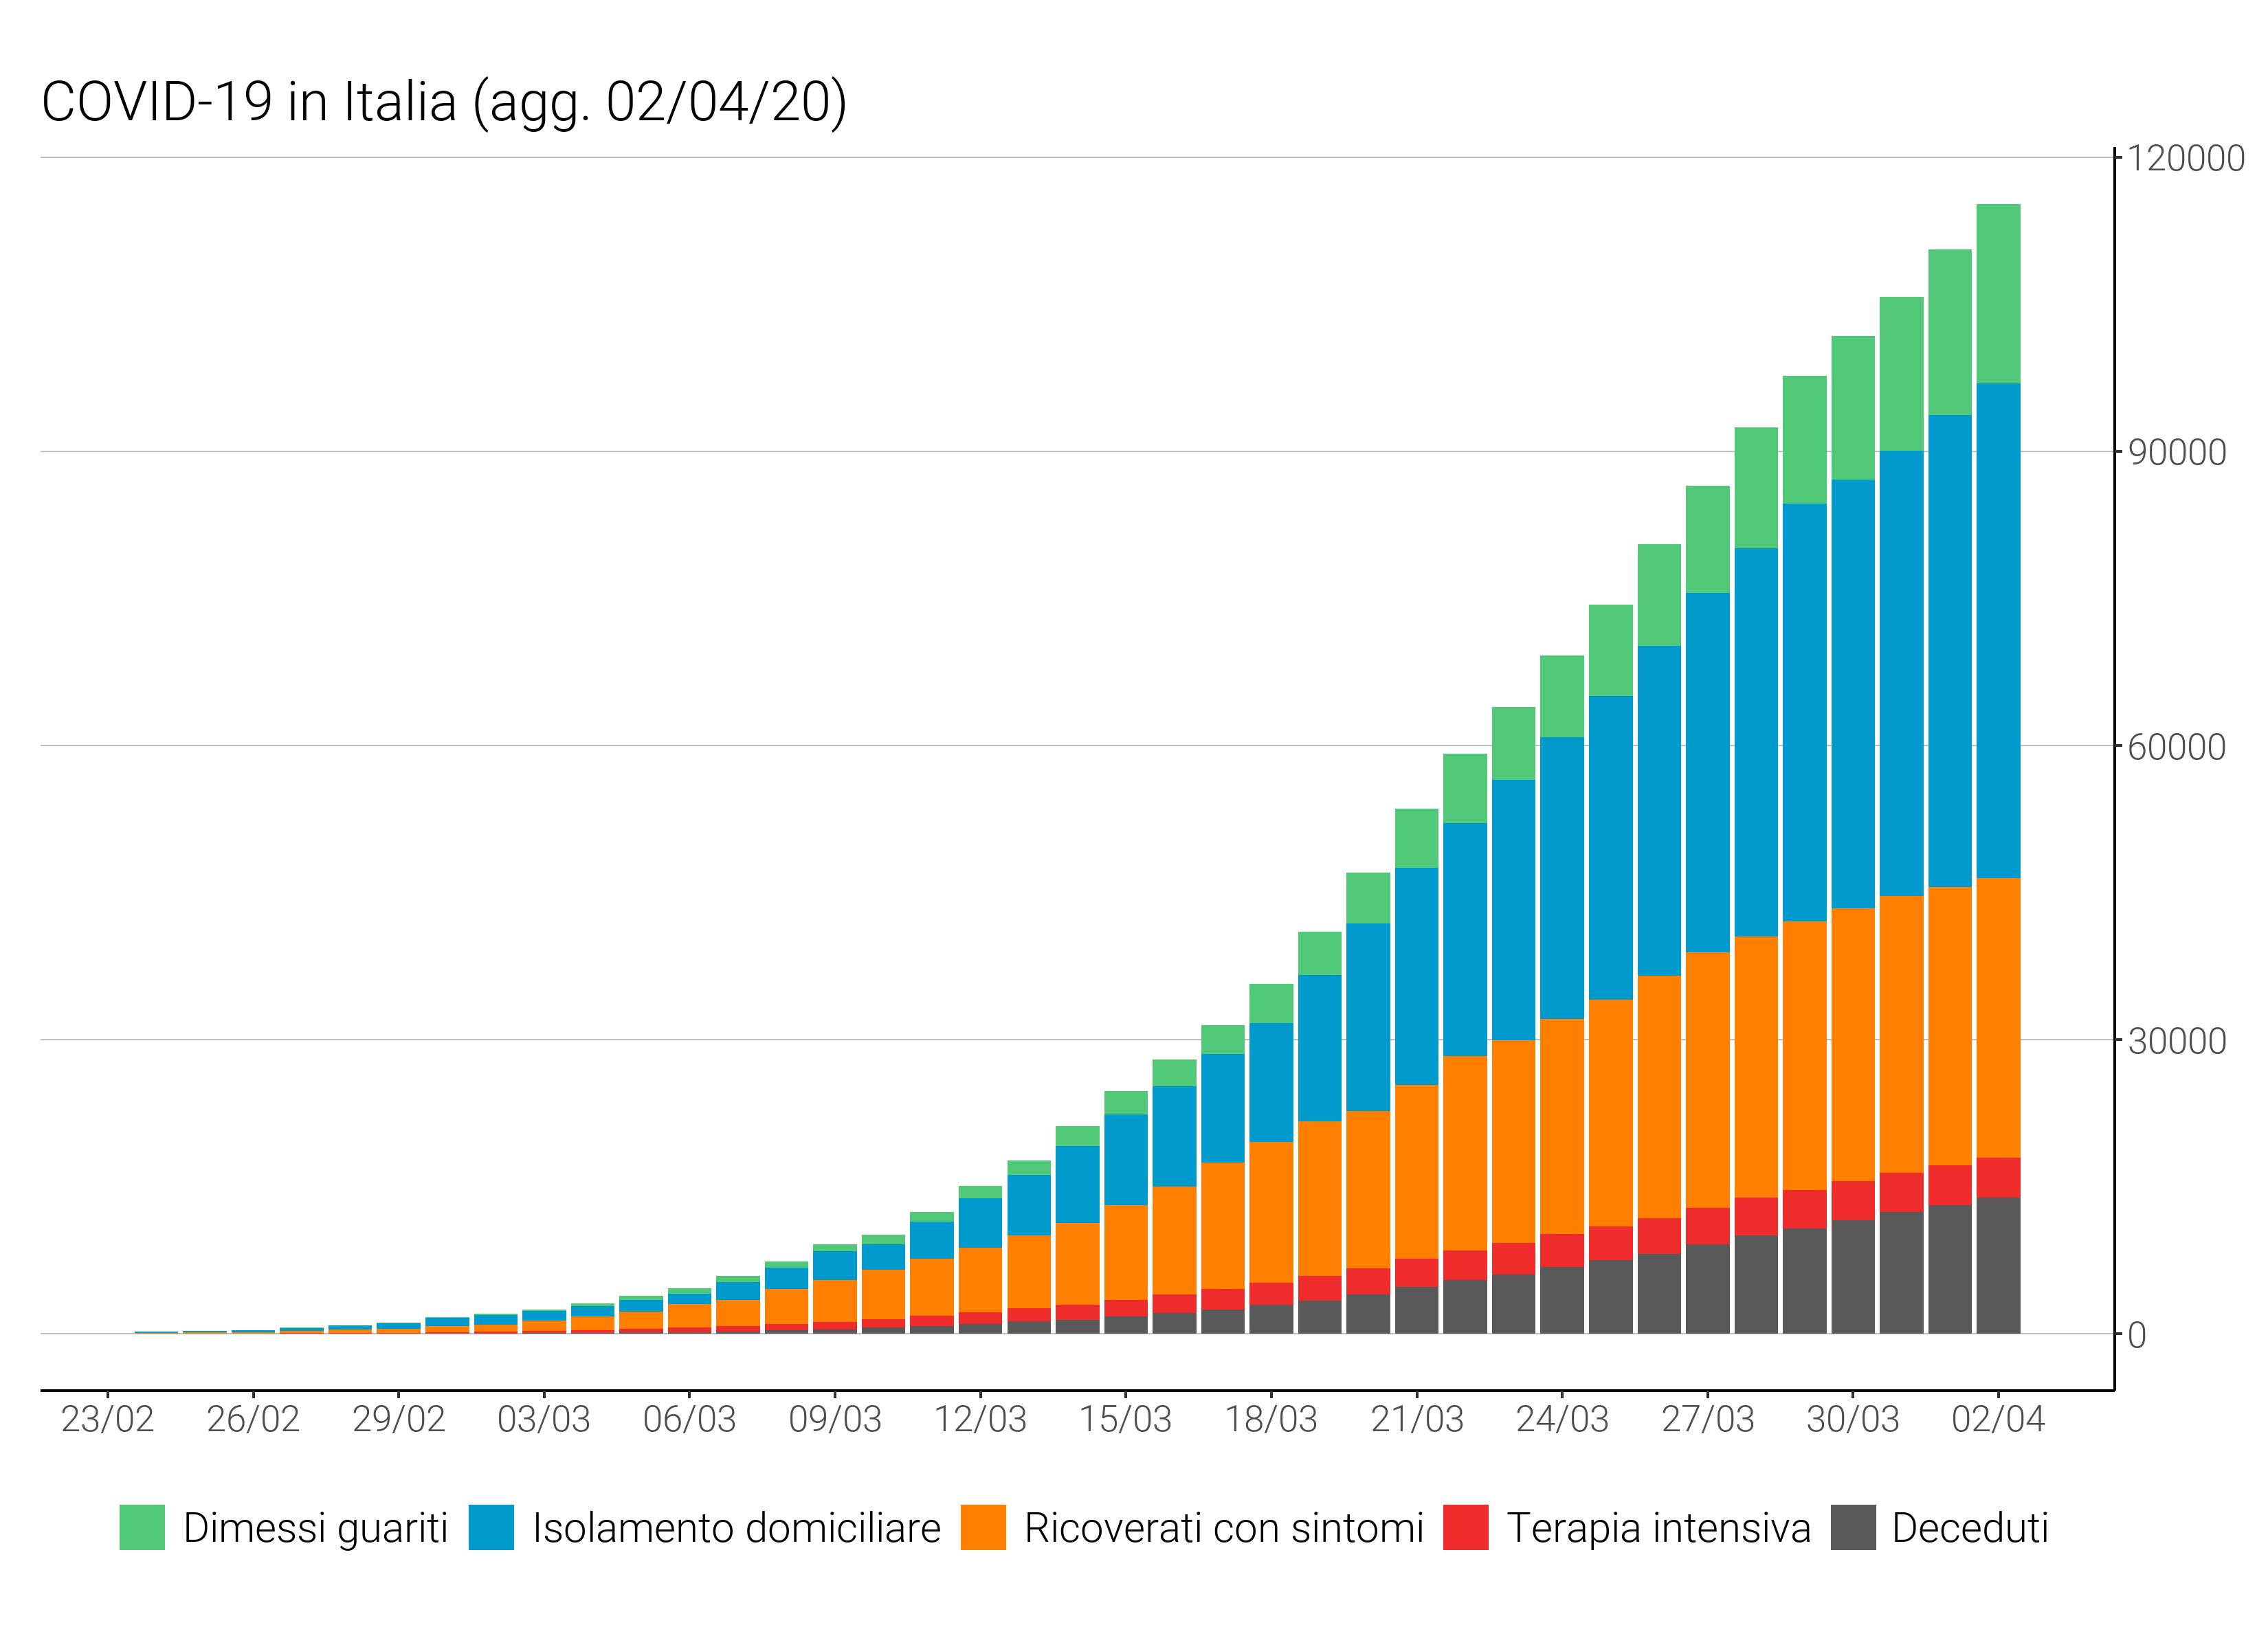 COVID-19 in Italia (agg. 02/04/20)
120000
90000
60000
30000
0
23/02 26/02 29/02 03/03 06/03 09/03 12/03 15/03 18/03 21/03 24/03 27/03 30/03 02/04
Dimessi guariti Isolamento domiciliare Ricoverati con sintomi Terapia intensiva Deceduti